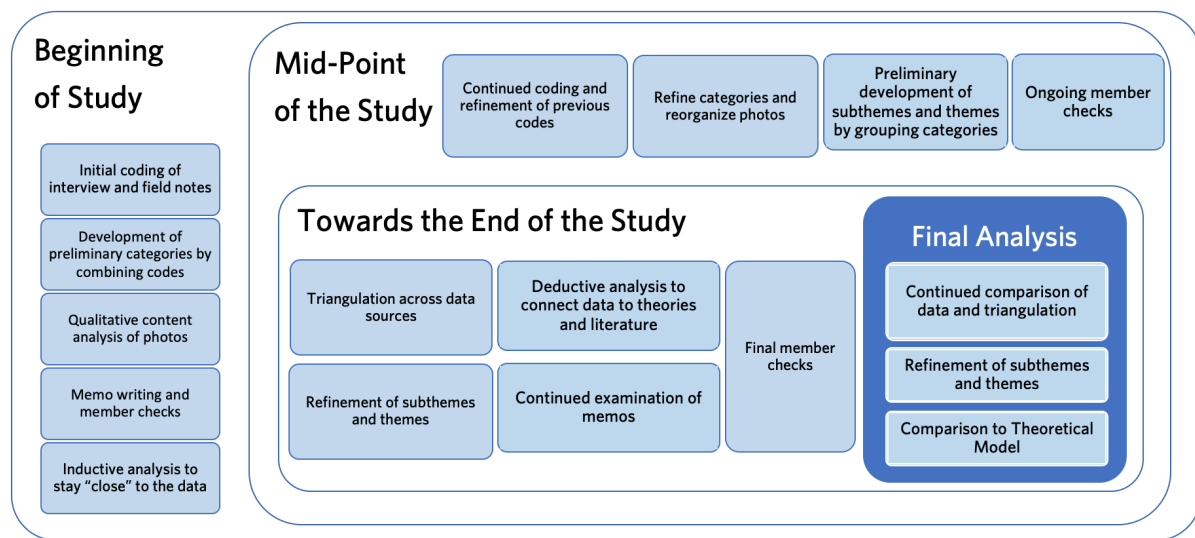 Beginning
of Study
Initial coding of
interview and field notes
Development of
preliminary categories by
combining codes
Qualitative content
analysis of photos
Memo writing and
member checks
Inductive analysis to
stay “close” to the data
Mid-Point
of the Study
Continued coding and
refinement of previous
codes
Refine categories and
reorganize photos
Preliminary
development of
subthemes and themes
by grouping categories
Ongoing member
checks
Towards the End of the Study
Triangulation across data
sources
Deductive analysis to
connect data to theories
and literature
Refinement of subthemes
and themes
Continued examination of
memos
Final member
checks
Final Analysis
Continued comparison of
data and triangulation
Refinement of subthemes
and themes
Comparison to Theoretical
Model